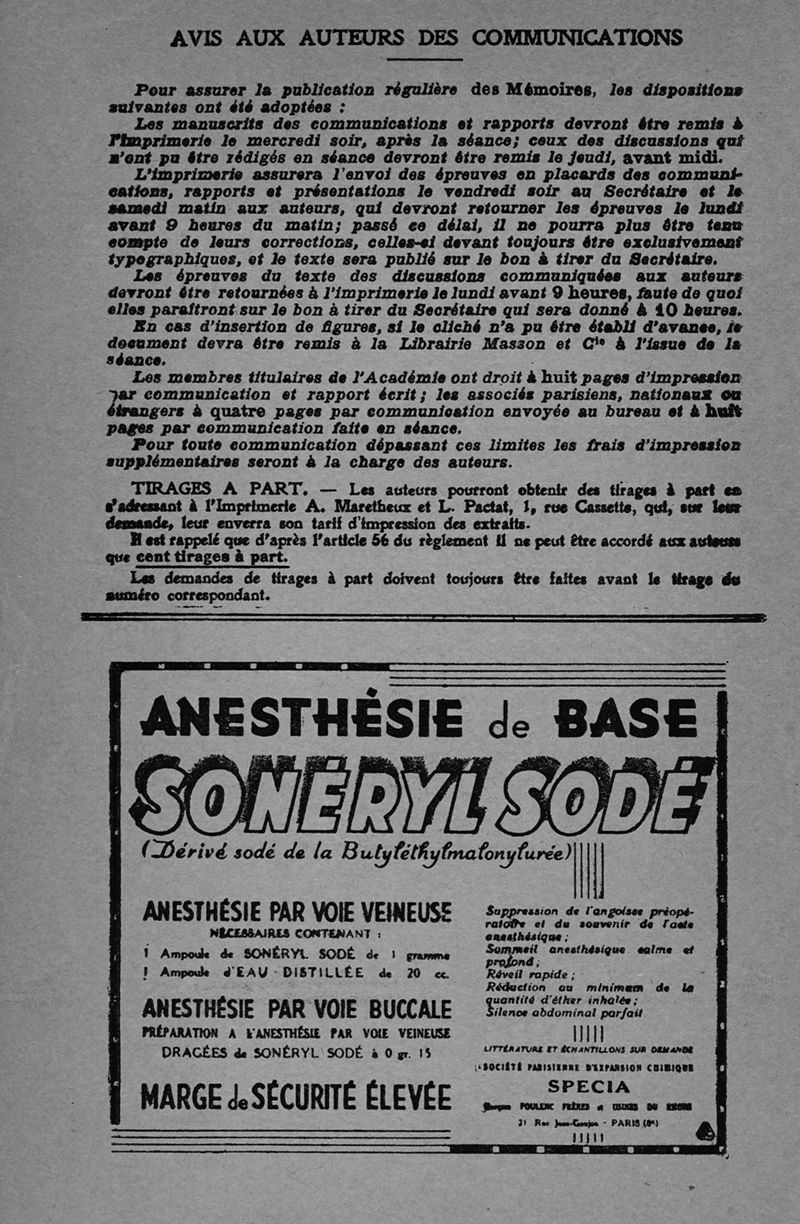 AVIS AUX AUTEURS DES COMMUNICATIONS
Pour assurer la publication régulière des Mémoires, les dispositions
suivantes ont été adoptées :
Les manuscrits des communications et rapports devront être remis à
l'Imprimerie le mercredi soir, après la séance; ceux des discussions qui
n'ont pu être rédigés en séance devront être remis le jeudi, avant midi.
L'imprimerie assurera l'envoi des épreuves en placards des communi-
cations, rapports et présentations le vendredi soir au Secrétaire et le
samedi matin aux auteurs, qui devront retourner les épreuves le lundi
avant 9 heures du matin; passé ce délai, il ne pourra plus être tenu
compte de leurs corrections, celles-ci devant toujours être exclusivement
typographiques, et le texte sera publié sur le bon à tirer du Secrétaire.
Les épreuves du texte des discussions communiquées aux auteurs
devront être retournées à l'imprimerie le lundi avant 9 heures, faute de quoi
elles paraîtront sur le bon à tirer du Secrétaire qui sera donné à 10 heures.
En cas d'insertion de figures, si le cliché n'a pu être établi d'avance, le
document devra être remis à la Librairie Masson et Cie à l'issue de la
séance.
Les membres titulaires de l'Académie ont droit à huit pages d'impression
par communication et rapport écrit; les associés parisiens, nationaux ou
étrangers à quatre pages par communication envoyée au bureau et à huit
pages par communication faite en séance.
Pour toute communication dépassant ces limites les frais d'impression
supplémentaires seront à la charge des auteurs.
TIRAGES A PART. — Les auteurs pourront obtenir des tirages à part en
s'adressant à l'Imprimerie A. Maretheux et L. Pactat, 1, rue Cassette, qui, sur leur
demande, leur enverra son tarif d'impression des extraits.
Il est rappelé que d'après l'article 56 du règlement il ne peut être accordé aux auteurs
que cent tirages à part.
Les demandes de tirages à part doivent toujours être faites avant le tirage du
numéro correspondant.
ANESTHÉSIE de BASE
SONÉRYL SODÉ
(Dérivé sodé de la Butyléthylmalonylurée)
ANESTHÉSIE PAR VOIE VEINEUSE
NÉCESSAIRES CONTENANT :
1 Ampoule de SONÉRYL SODÉ de 1 gramme
1 Ampoule d'EAU DISTILLÉE de 20 cc.
ANESTHÉSIE PAR VOIE BUCCALE
PRÉPARATION A L'ANESTHÉSIE PAR VOIE VEINEUSE
DRAGÉES de SONÉRYL SODÉ à 0 gr. 15
MARGE de SÉCURITÉ ÉLEVÉE
Suppression de l'angoisse préopé-
ratoire et du souvenir de l'acte
anesthésique;
Sommeil anesthésique calme et
profond;
Réveil rapide;
Réduction au minimum de la
quantité d'éther inhalée;
Silence abdominal parfait
LITTÉRATURE ET ÉCHANTILLONS SUR DEMANDE
SOCIÉTÉ PARISIENNE D'EXPANSION CHIMIQUE
SPECIA
Marques POULENC FRÈRES et USINES DU RHÔNE
21 Rue Jean-Goujon - PARIS (8e)